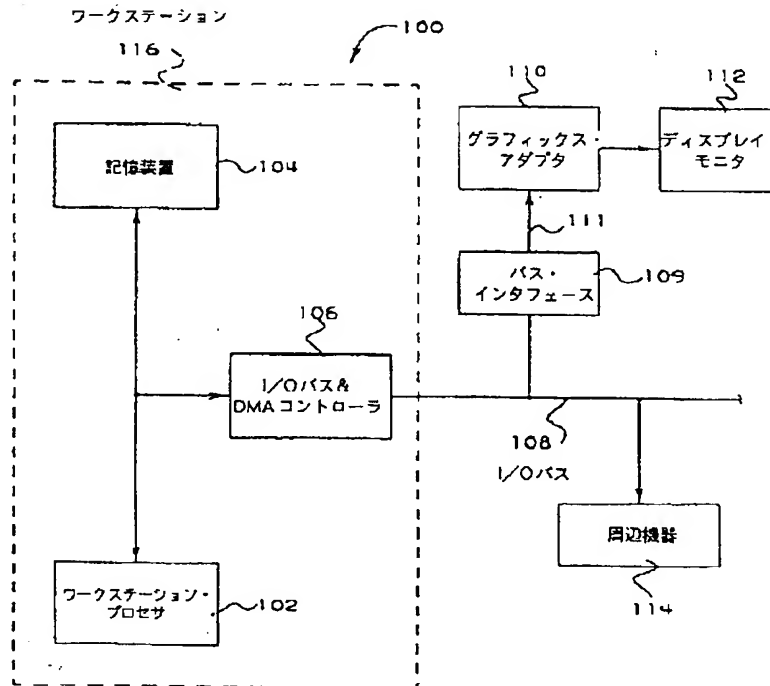 ワークステーション
116
100
110
112
グラフィックス・
アダプタ
ディスプレイ
モニタ
記憶装置
104
111
バス・
インタフェース
109
106
I/Oバス&
DMAコントローラ
108
I/Oバス
周辺機器
114
ワークステーション・
プロセサ
102